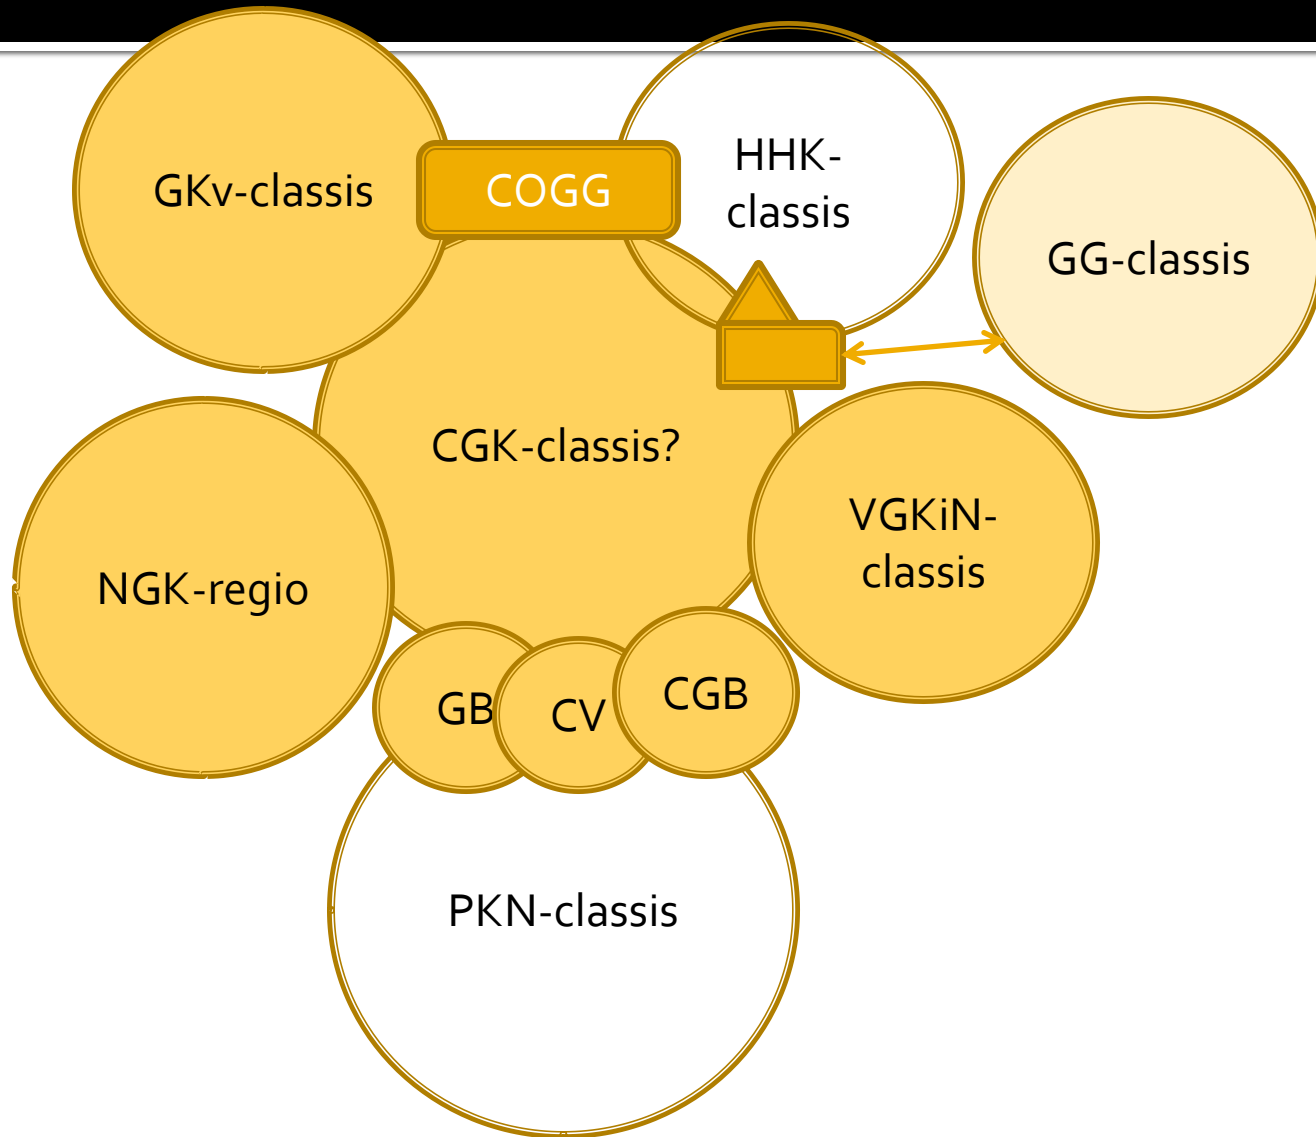 GKv-classis
COGG
HHK-
classis
GG-classis
CGK-classis?
VGKiN-
classis
NGK-regio
GB
CV
CGB
PKN-classis